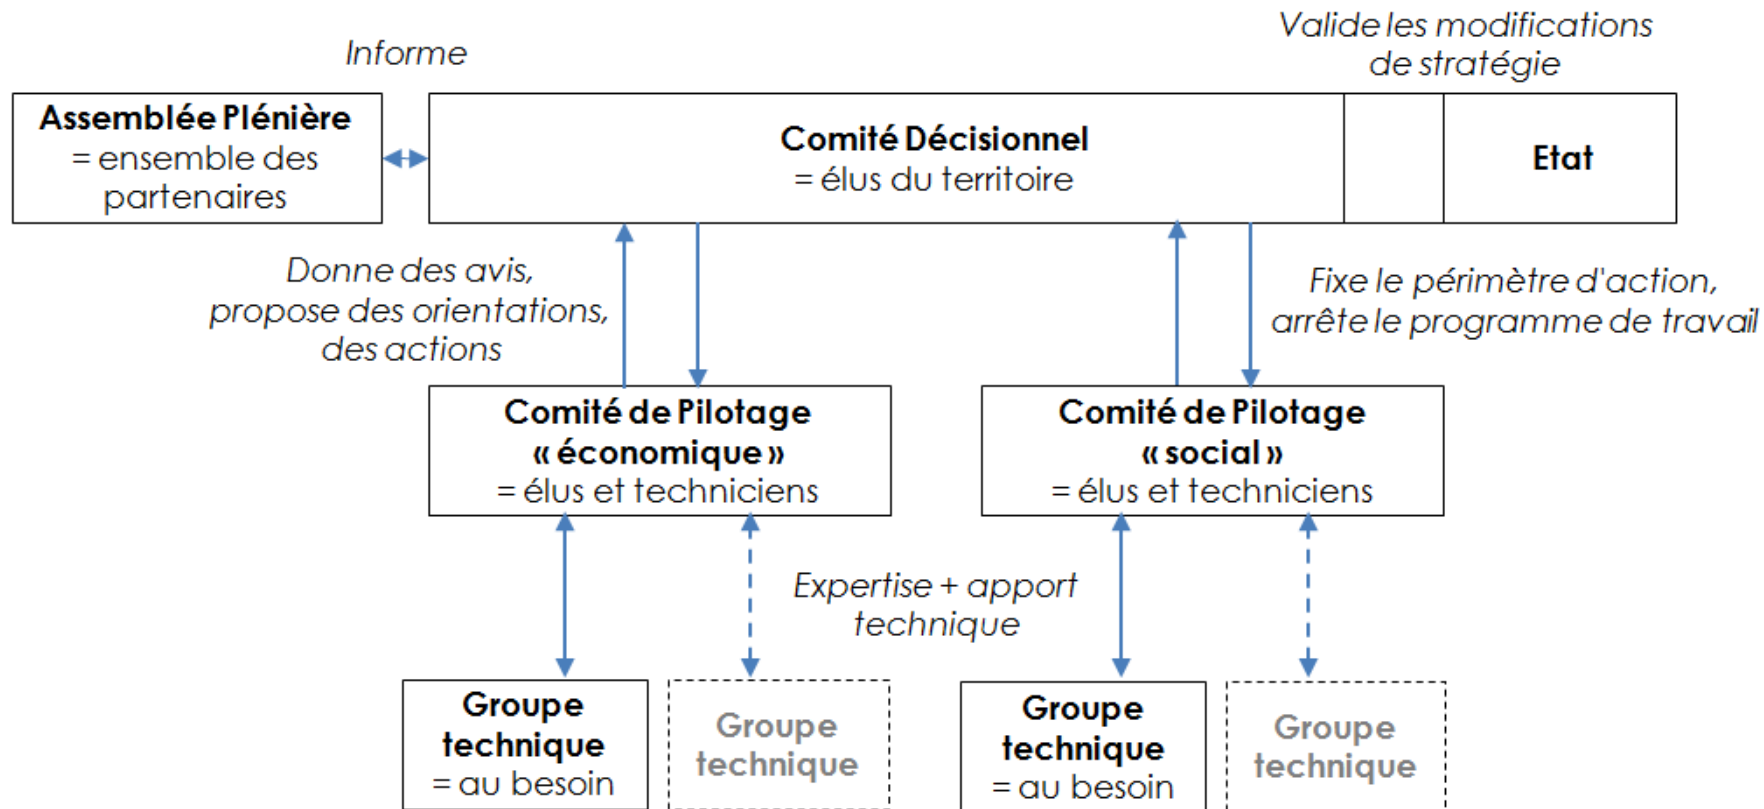 Informe
Valide les modifications
de stratégie
Assemblée Plénière
= ensemble des
partenaires
Comité Décisionnel
= élus du territoire
Etat
Donne des avis,
propose des orientations,
des actions
Fixe le périmètre d'action,
arrête le programme de travail
Comité de Pilotage
« économique »
= élus et techniciens
Comité de Pilotage
« social »
= élus et techniciens
Expertise + apport
technique
Groupe
technique
= au besoin
Groupe
technique
Groupe
technique
= au besoin
Groupe
technique